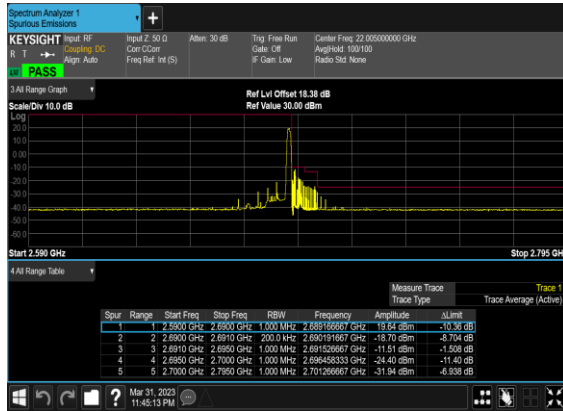 Spectrum Analyzer 1
Spurious Emissions
KEYSIGHT Input: RF Input Z: 50 Ω Atten: 30 dB Trig: Free Run Center Freq: 22.005000000 GHz
R T Coupling: DC Corr CCorr Gate: Off Avg|Hold: 100/100
Align: Auto Freq Ref: Int (S) IF Gain: Low Radio Std: None
PASS
3 All Range Graph
Ref Lvl Offset 18.38 dB
Scale/Div 10.0 dB Ref Value 30.00 dBm
Log
20.0
10.0
0.00
-10.0
-20.0
-30.0
-40.0
-50.0
-60.0
Start 2.590 GHz Stop 2.795 GH
4 All Range Table
Measure Trace Trace 1
Trace Type Trace Average (Active)
Spur Range Start Freq Stop Freq RBW Frequency Amplitude ΔLimit
1 1 2.5900 GHz 2.6900 GHz 1.000 MHz 2.689166667 GHz 19.64 dBm -10.36 dB
2 2 2.6900 GHz 2.6910 GHz 200.0 kHz 2.690191667 GHz -18.70 dBm -8.704 dB
3 3 2.6910 GHz 2.6950 GHz 1.000 MHz 2.691526667 GHz -11.51 dBm -1.508 dB
4 4 2.6950 GHz 2.7000 GHz 1.000 MHz 2.696458333 GHz -24.40 dBm -11.40 dB
5 5 2.7000 GHz 2.7950 GHz 1.000 MHz 2.701266667 GHz -31.94 dBm -6.938 dB
Mar 31, 2023
11:45:13 PM